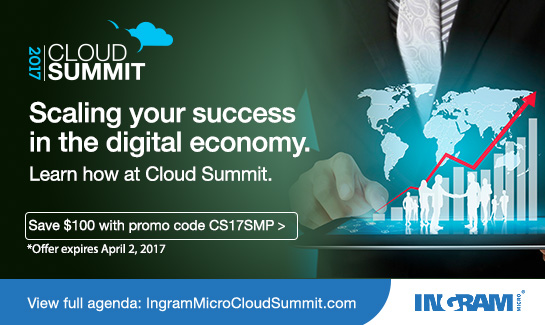 2017
CLOUD
SUMMIT
Scaling your success
in the digital economy.
Learn how at Cloud Summit.
Save $100 with promo code CS17SMP >
*Offer expires April 2, 2017
View full agenda: IngramMicroCloudSummit.com
INGRAM MICRO®